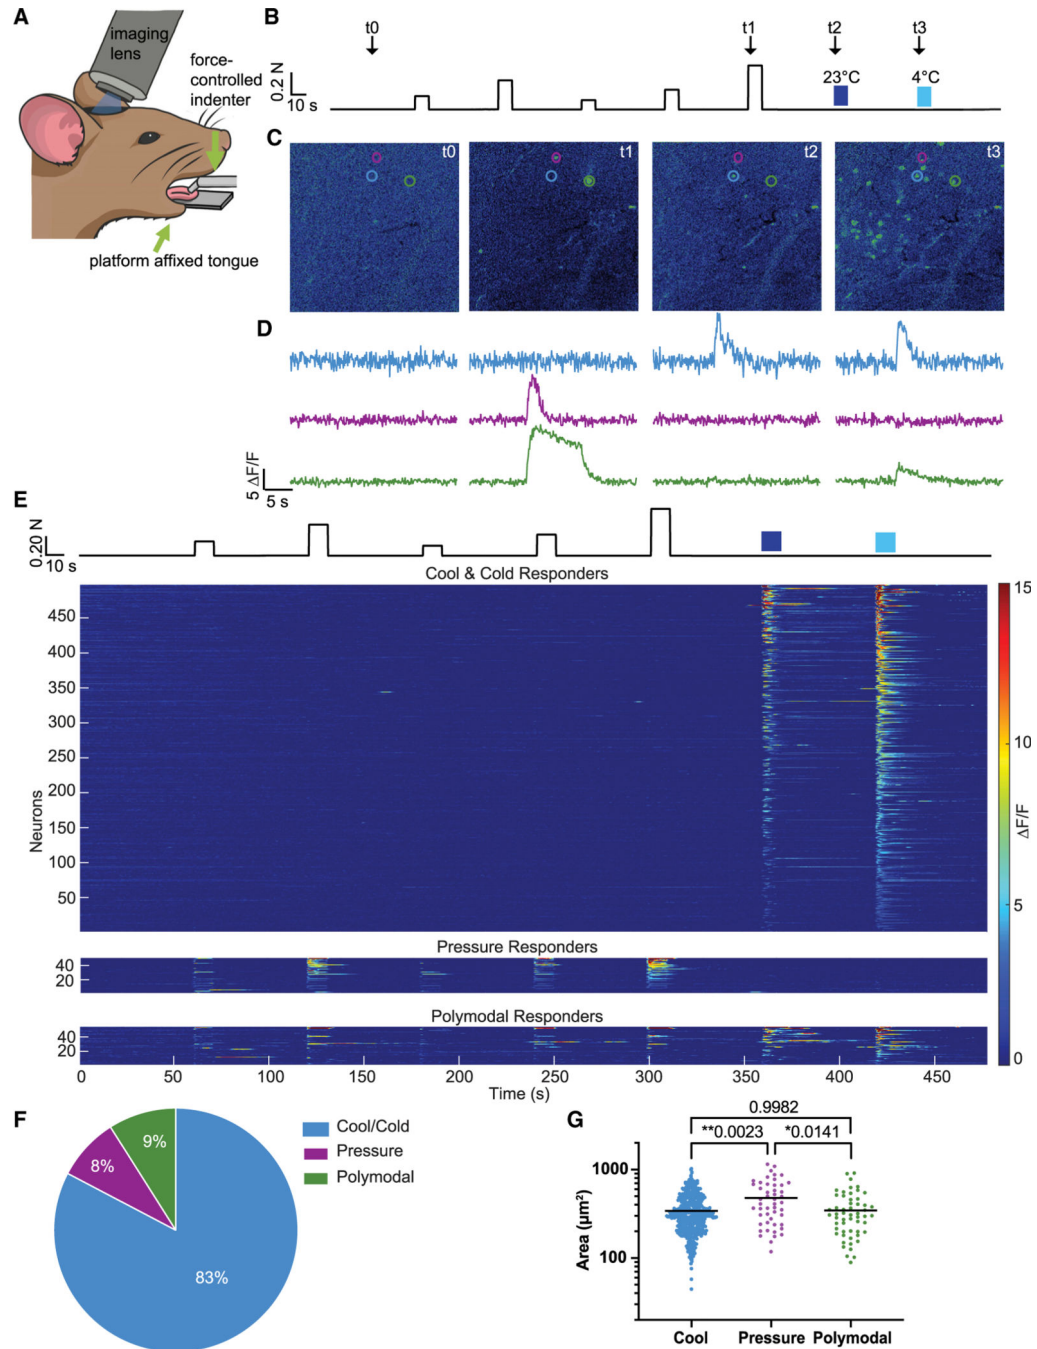 A
imaging
lens
force-
controlled
indenter
platform affixed tongue
B
t0
t1
t2
t3
0.2 N
10 s
23°C
4°C
C
t0
t1
t2
t3
D
5 ΔF/F
5 s
E
0.20 N
10 s
Cool & Cold Responders
Neurons
450
400
350
300
250
200
150
100
50
Pressure Responders
40
20
Polymodal Responders
40
20
0
50
100
150
200
250
300
350
400
450
Time (s)
15
10
5
0
ΔF/F
F
9%
8%
83%
Cool/Cold
Pressure
Polymodal
G
0.9982
**0.0023
*0.0141
Area (µm²)
1000
100
Cool
Pressure
Polymodal